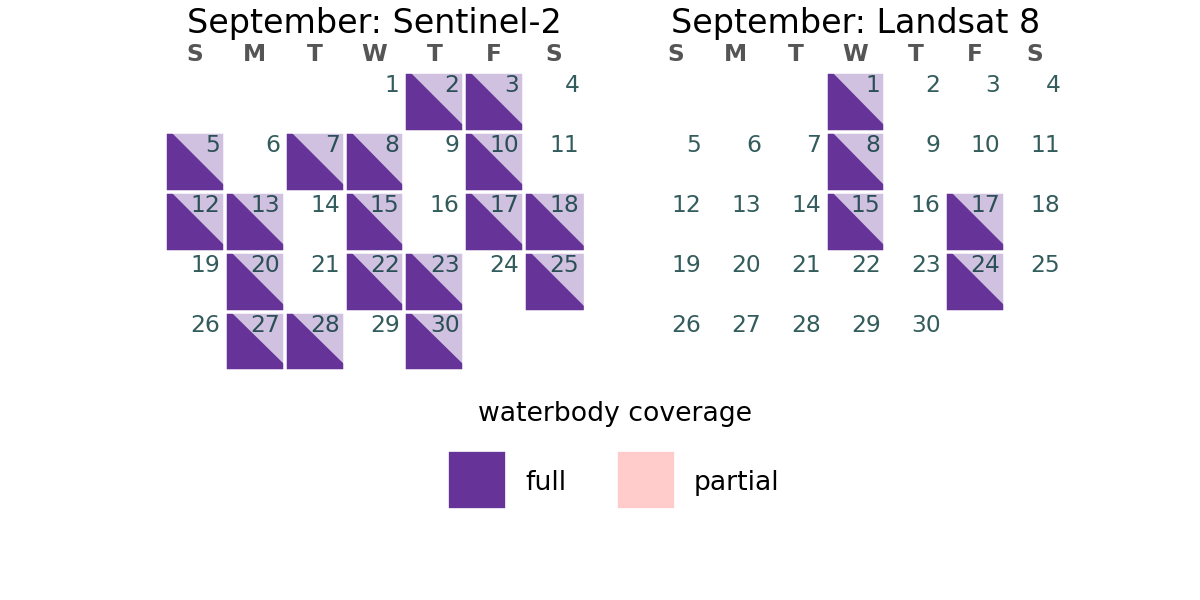 September: Sentinel-2
S M T W T F S
1 2 3 4
5 6 7 8 9 10 11
12 13 14 15 16 17 18
19 20 21 22 23 24 25
26 27 28 29 30
September: Landsat 8
S M T W T F S
1 2 3 4
5 6 7 8 9 10 11
12 13 14 15 16 17 18
19 20 21 22 23 24 25
26 27 28 29 30
waterbody coverage
full partial